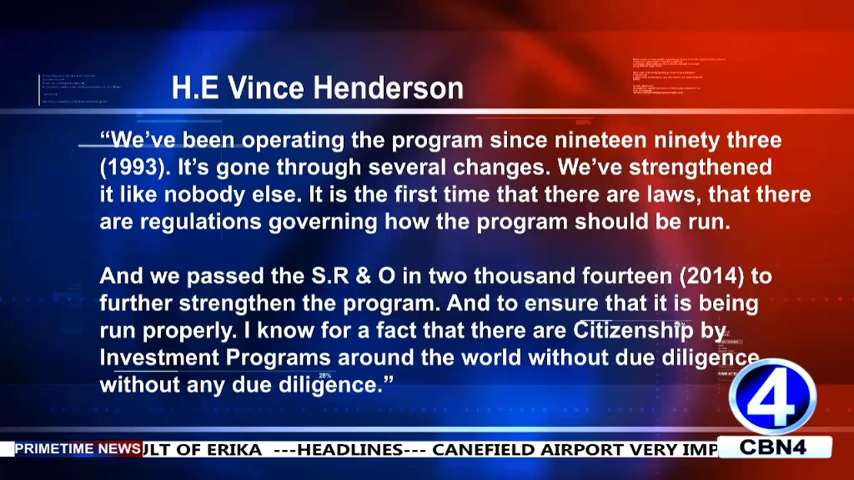 H.E Vince Henderson
“We’ve been operating the program since nineteen ninety three
(1993). It’s gone through several changes. We’ve strengthened
it like nobody else. It is the first time that there are laws, that there
are regulations governing how the program should be run.
And we passed the S.R & O in two thousand fourteen (2014) to
further strengthen the program. And to ensure that it is being
run properly. I know for a fact that there are Citizenship by
Investment Programs around the world without due diligence
without any due diligence.”
100%
28%
4
CBN4
PRIMETIME NEWS
ULT OF ERIKA ---HEADLINES--- CANEFIELD AIRPORT VERY IMP